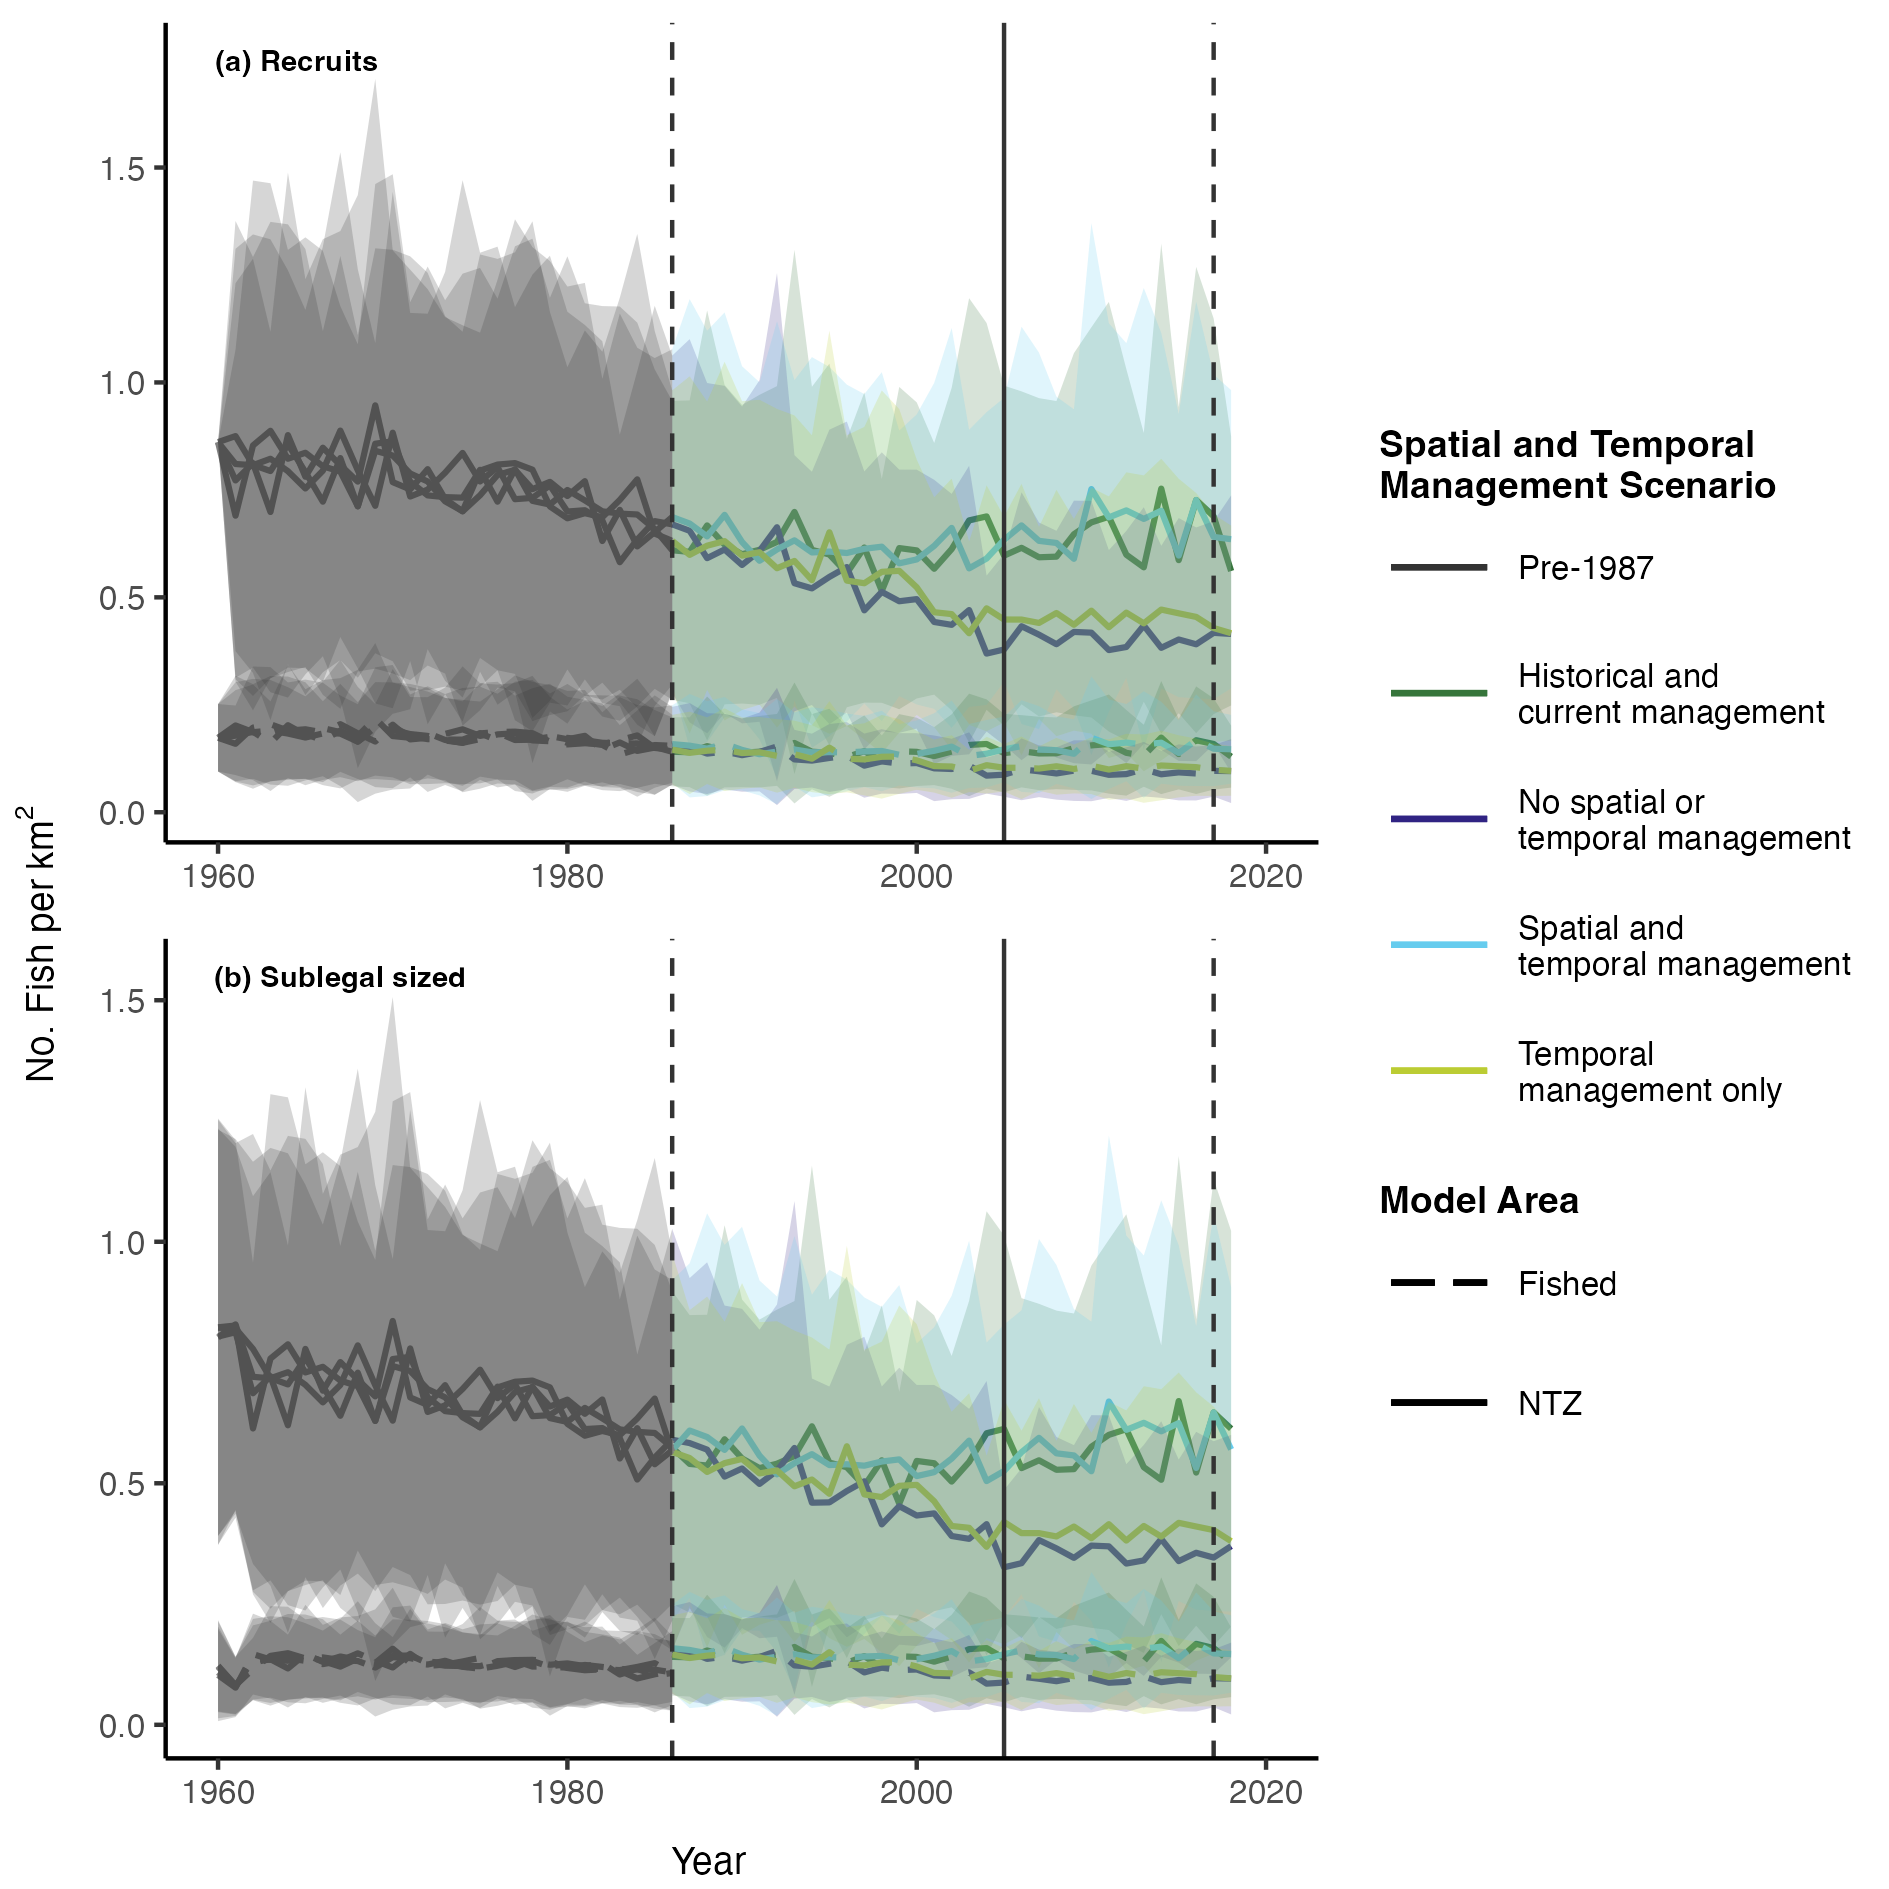 (a) Recruits
1.5
1.0
0.5
0.0
1960
1980
2000
2020
(b) Sublegal sized
1.5
1.0
0.5
0.0
1960
1980
2000
2020
No. Fish per km²
Year
Spatial and Temporal
Management Scenario
Pre-1987
Historical and
current management
No spatial or
temporal management
Spatial and
temporal management
Temporal
management only
Model Area
Fished
NTZ